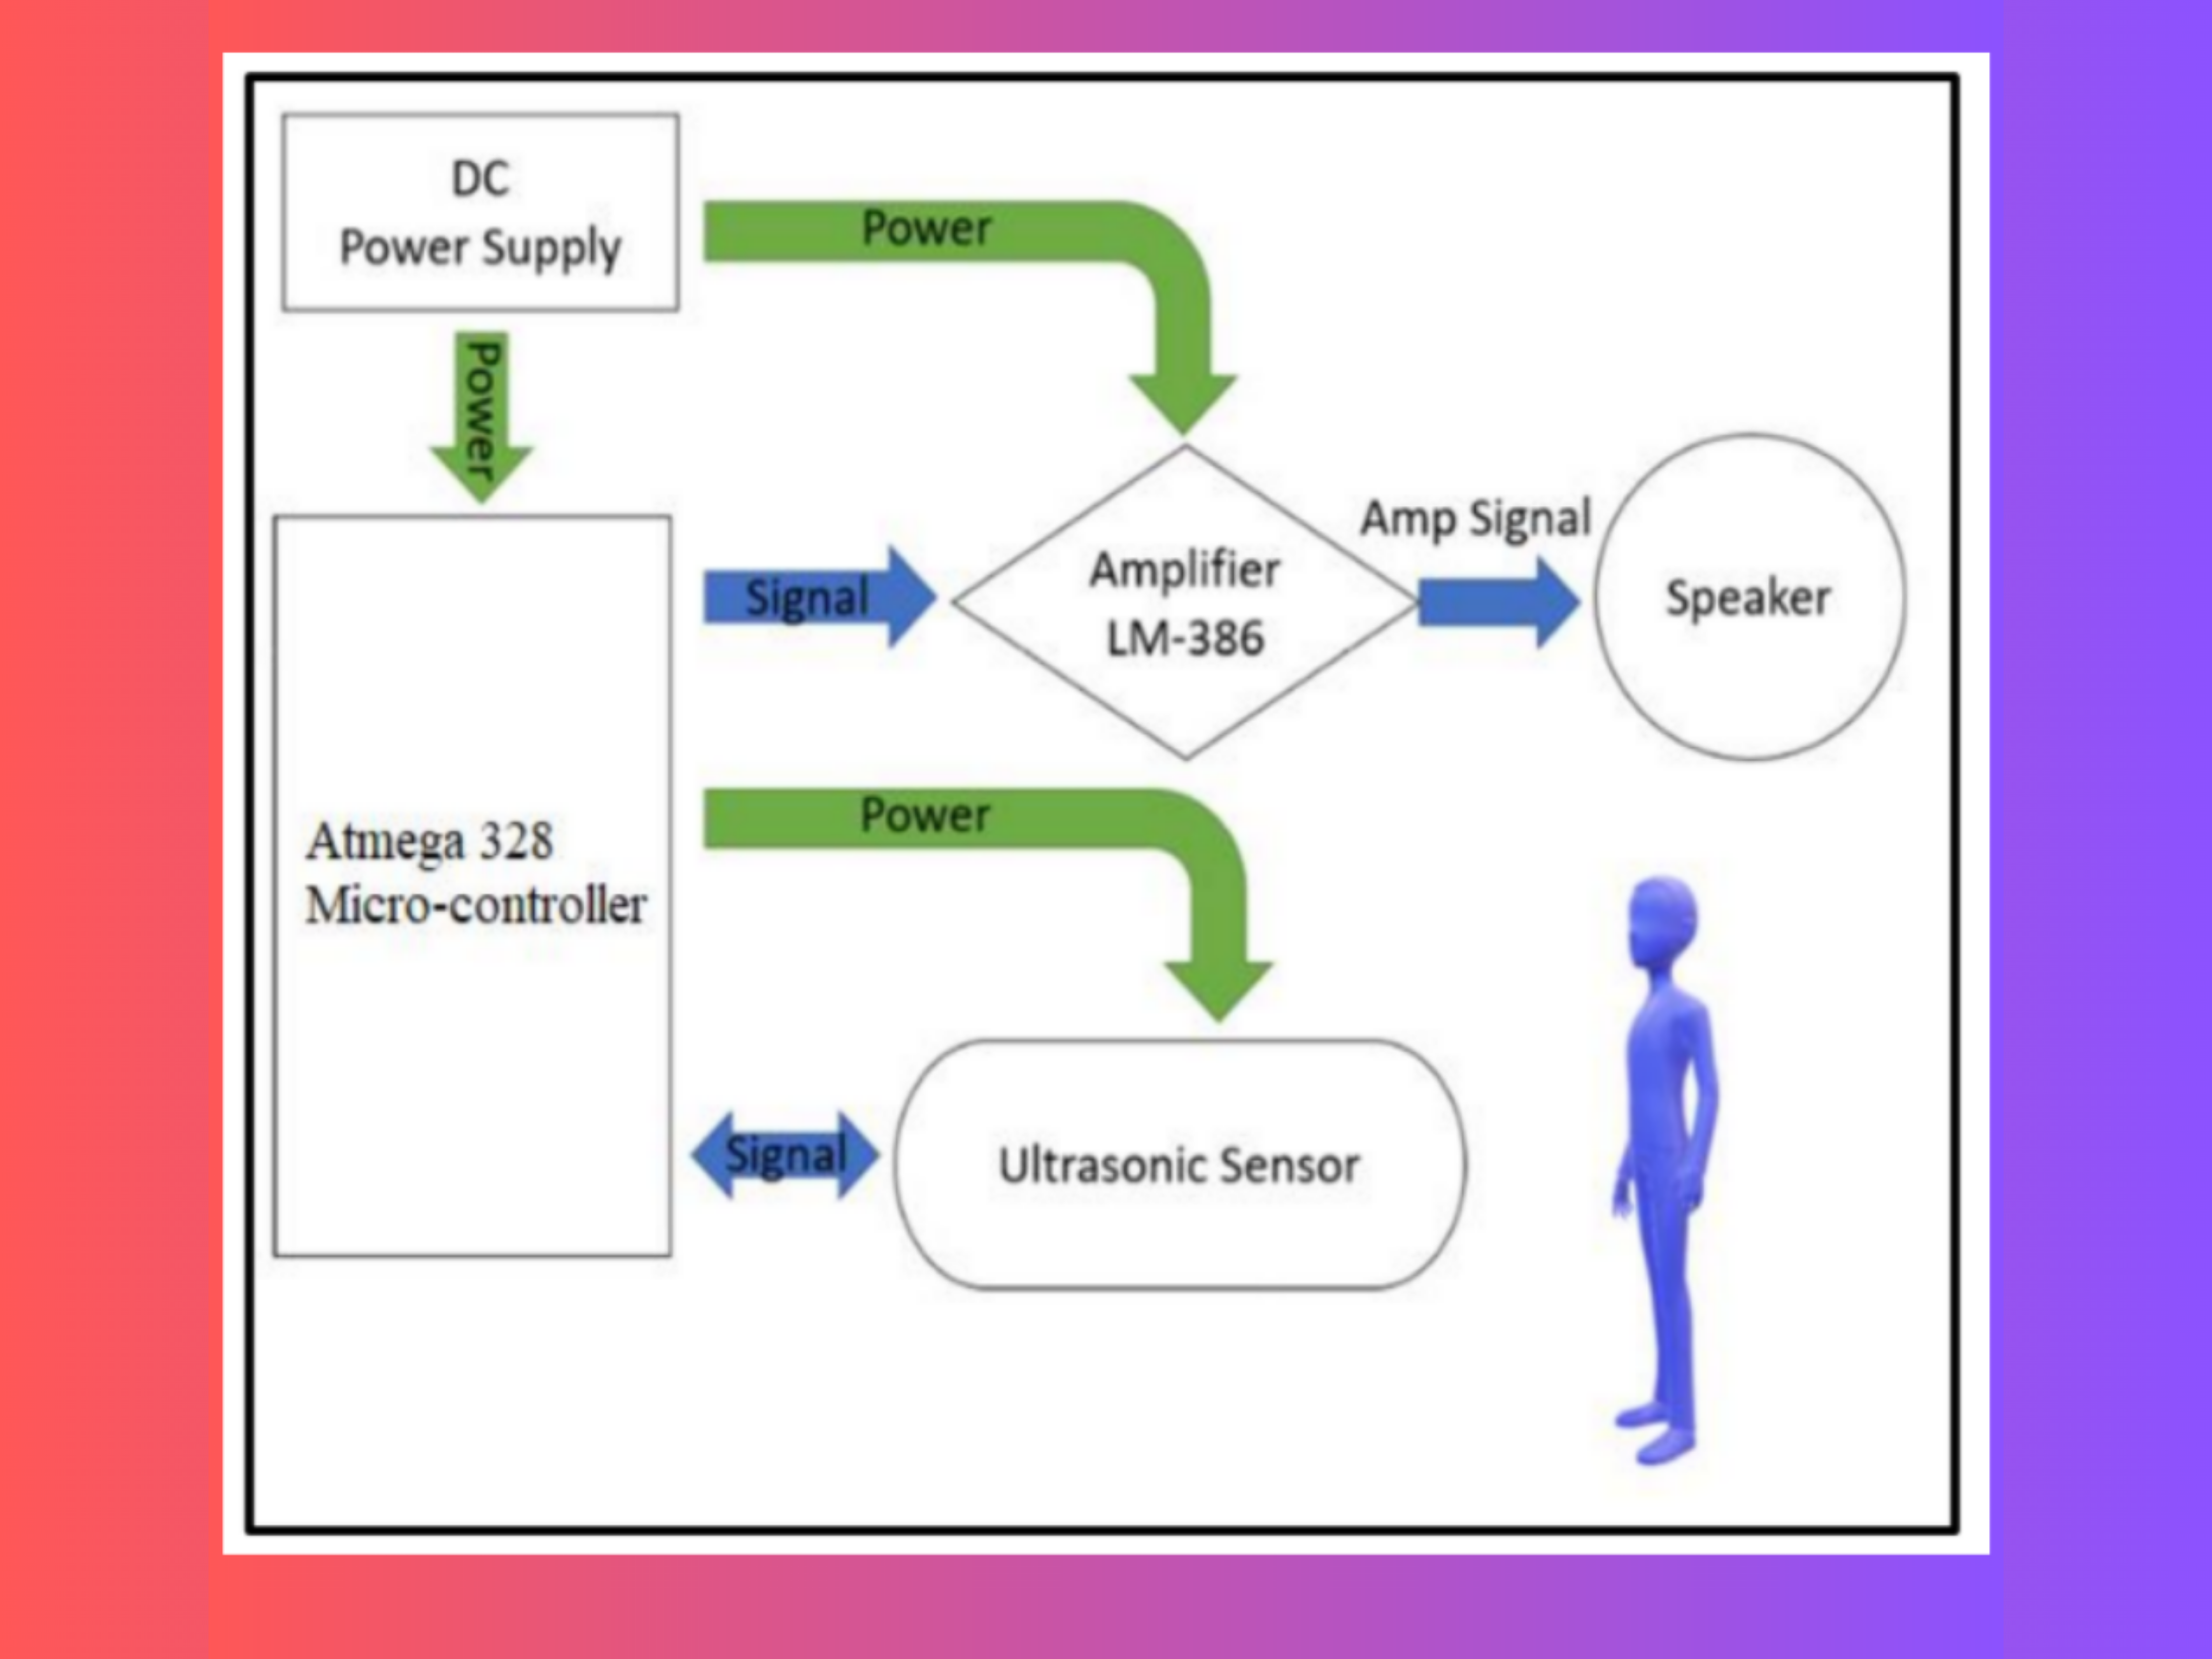 DC
Power Supply
Power
Power
Signal
Amplifier
LM-386
Amp Signal
Speaker
Atmega 328
Micro-controller
Power
Signal
Ultrasonic Sensor